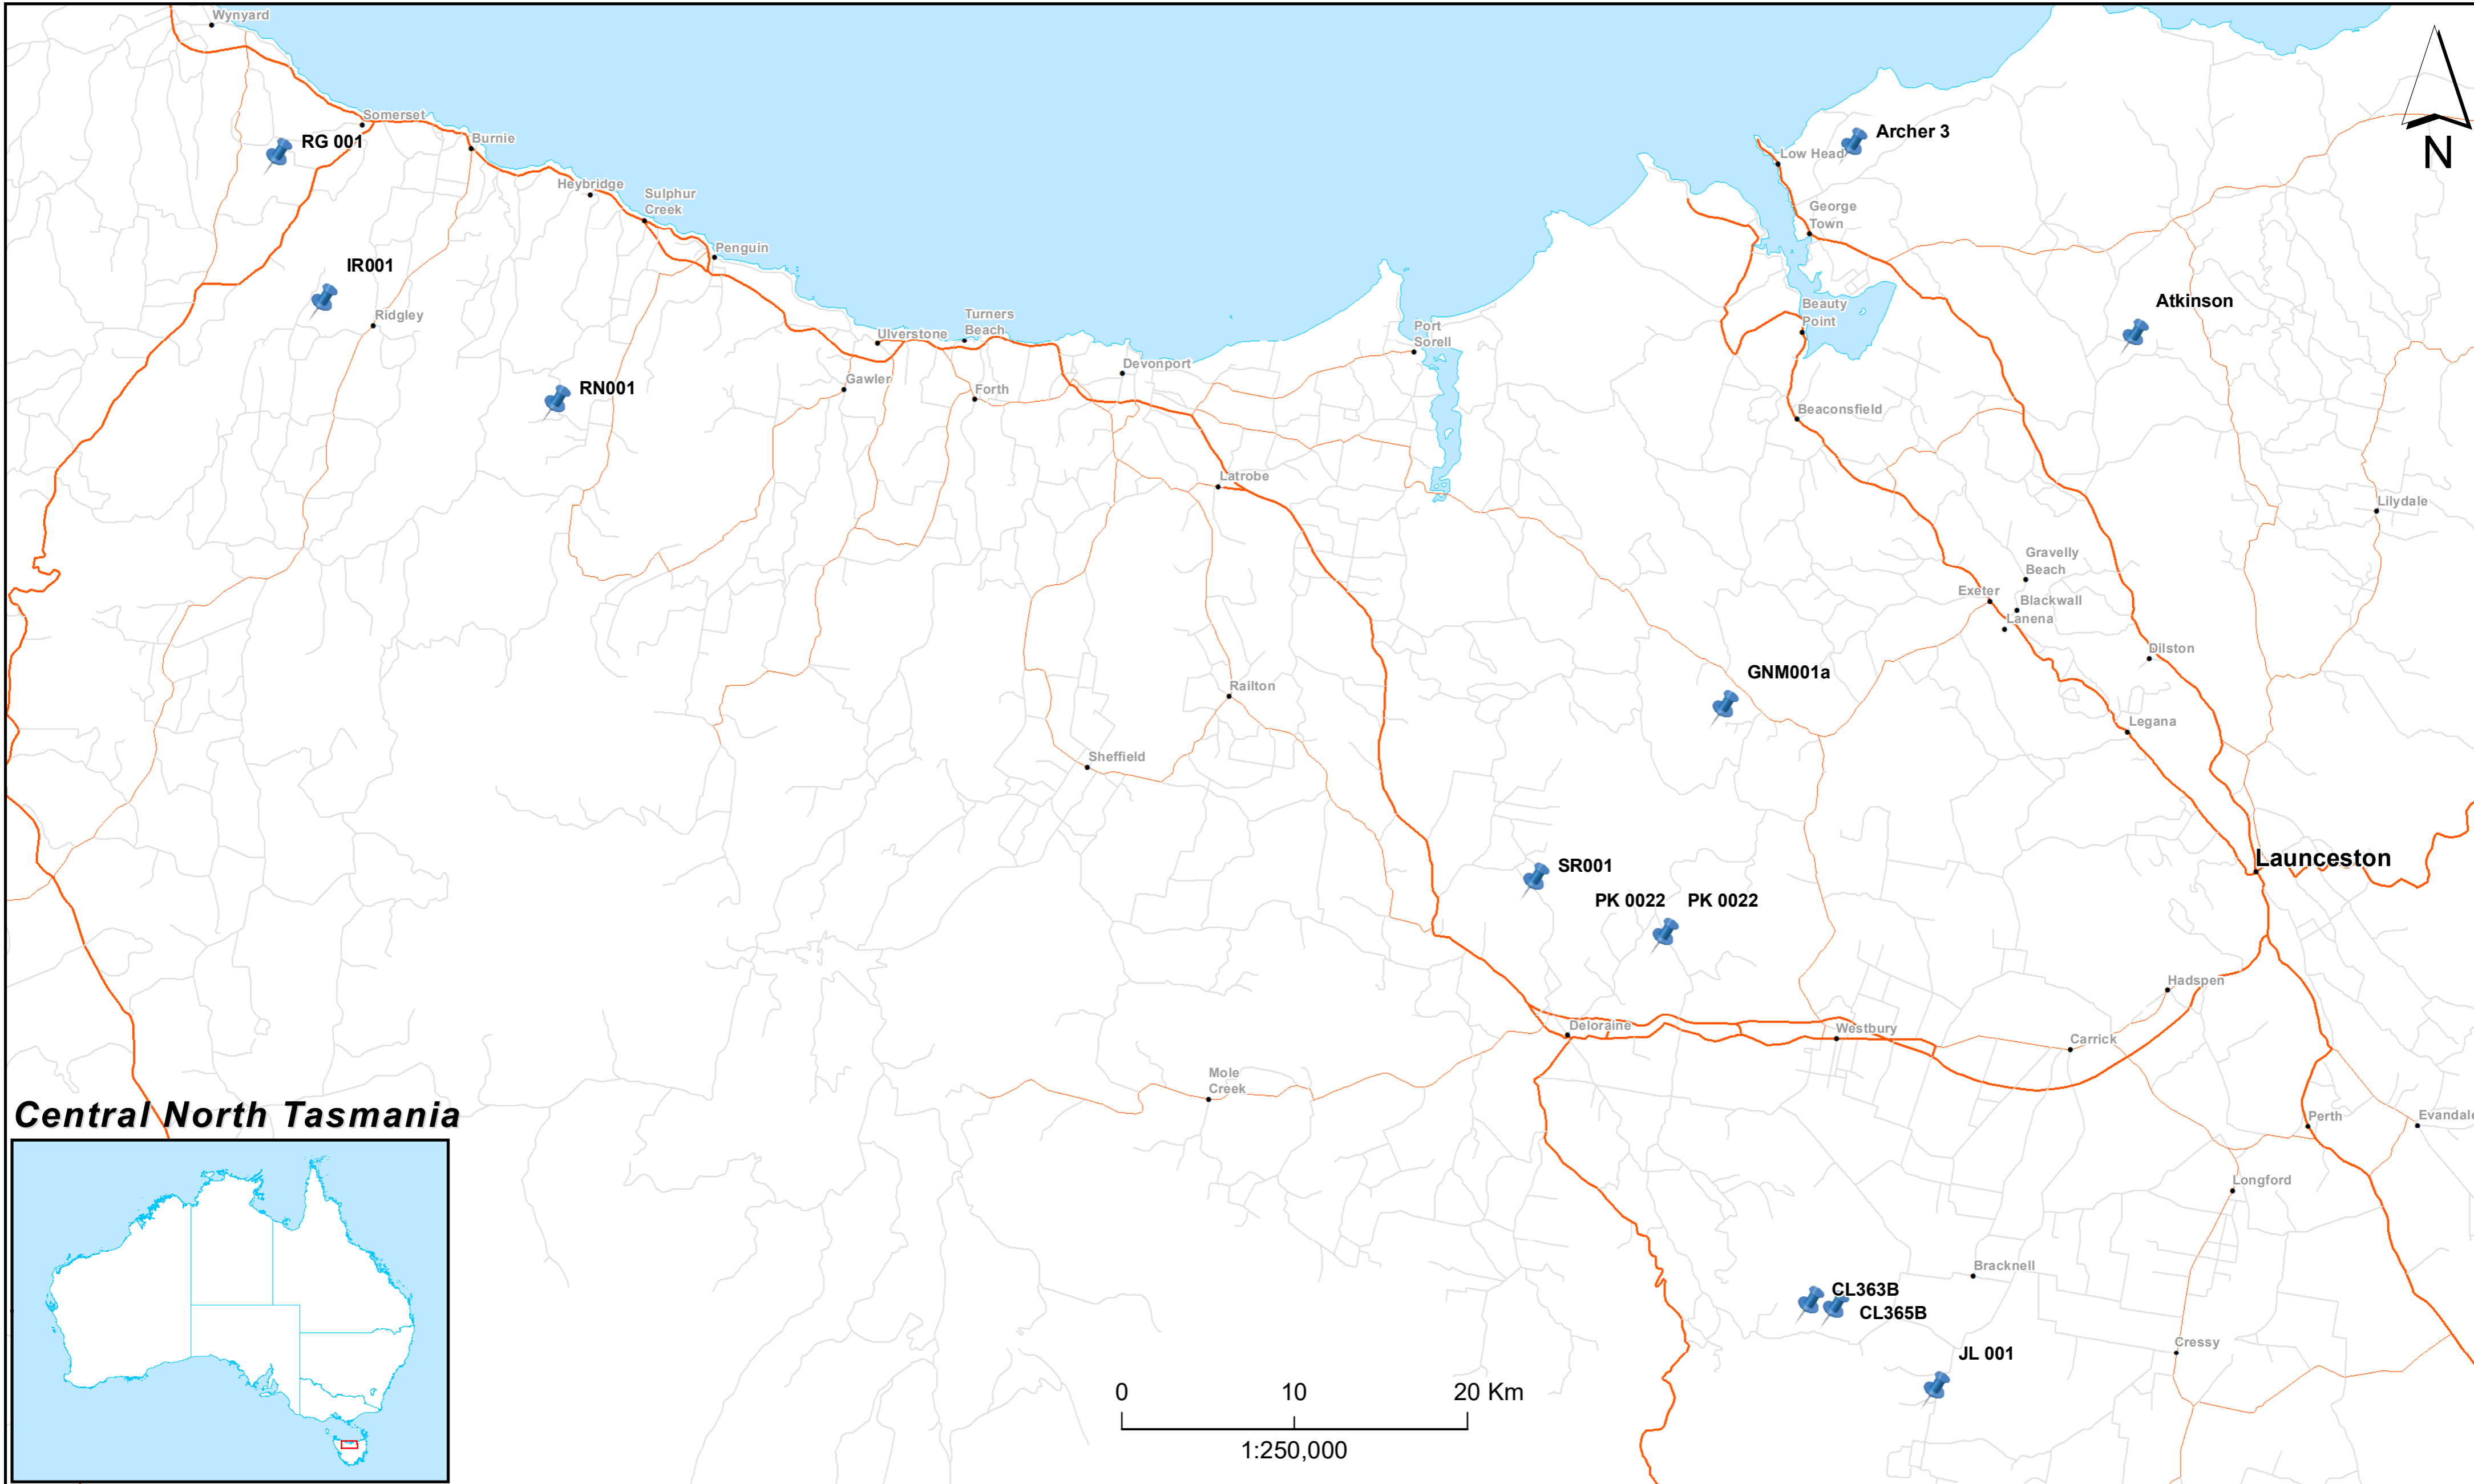 Wynyard
Somerset
RG 001
Burnie
Archer 3
Low Head
N
Heybridge
Sulphur
Creek
George
Town
Penguin
IR001
Ridgley
Beauty
Point
Atkinson
Ulverstone
Turners
Beach
Port
Sorell
Devonport
Gawler
Forth
RN001
Beaconsfield
Latrobe
Lilydale
Gravelly
Beach
Exeter
Blackwall
Lanena
Dilston
GNM001a
Railton
Legana
Sheffield
Launceston
SR001
PK 0022
PK 0022
Hadspen
Deloraine
Westbury
Carrick
Mole
Creek
Central North Tasmania
Perth
Evandale
Longford
Bracknell
CL363B
CL365B
Cressy
JL 001
0 10 20 Km
1:250,000